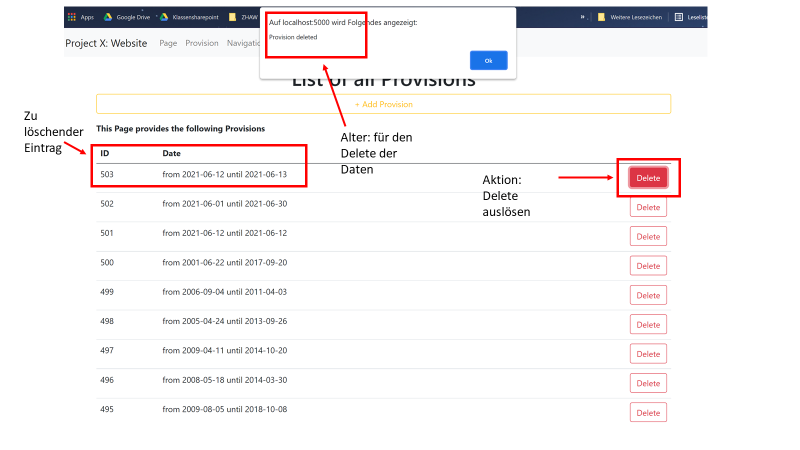 Apps Google Drive Klassensharepoint ZHAW » Weitere Lesezeichen Leseliste
Auf localhost:5000 wird Folgendes angezeigt:
Provision deleted
Ok
Project X: Website Page Provision Navigatio
List of all Provisions
+ Add Provision
Zu
löschender
Eintrag
This Page provides the following Provisions
Alter: für den
Delete der
Daten
ID Date
503 from 2021-06-12 until 2021-06-13 Delete
Aktion:
Delete
auslösen
502 from 2021-06-01 until 2021-06-30 Delete
501 from 2021-06-12 until 2021-06-12 Delete
500 from 2001-06-22 until 2017-09-20 Delete
499 from 2006-09-04 until 2011-04-03 Delete
498 from 2005-04-24 until 2013-09-26 Delete
497 from 2009-04-11 until 2014-10-20 Delete
496 from 2008-05-18 until 2014-03-30 Delete
495 from 2009-08-05 until 2018-10-08 Delete